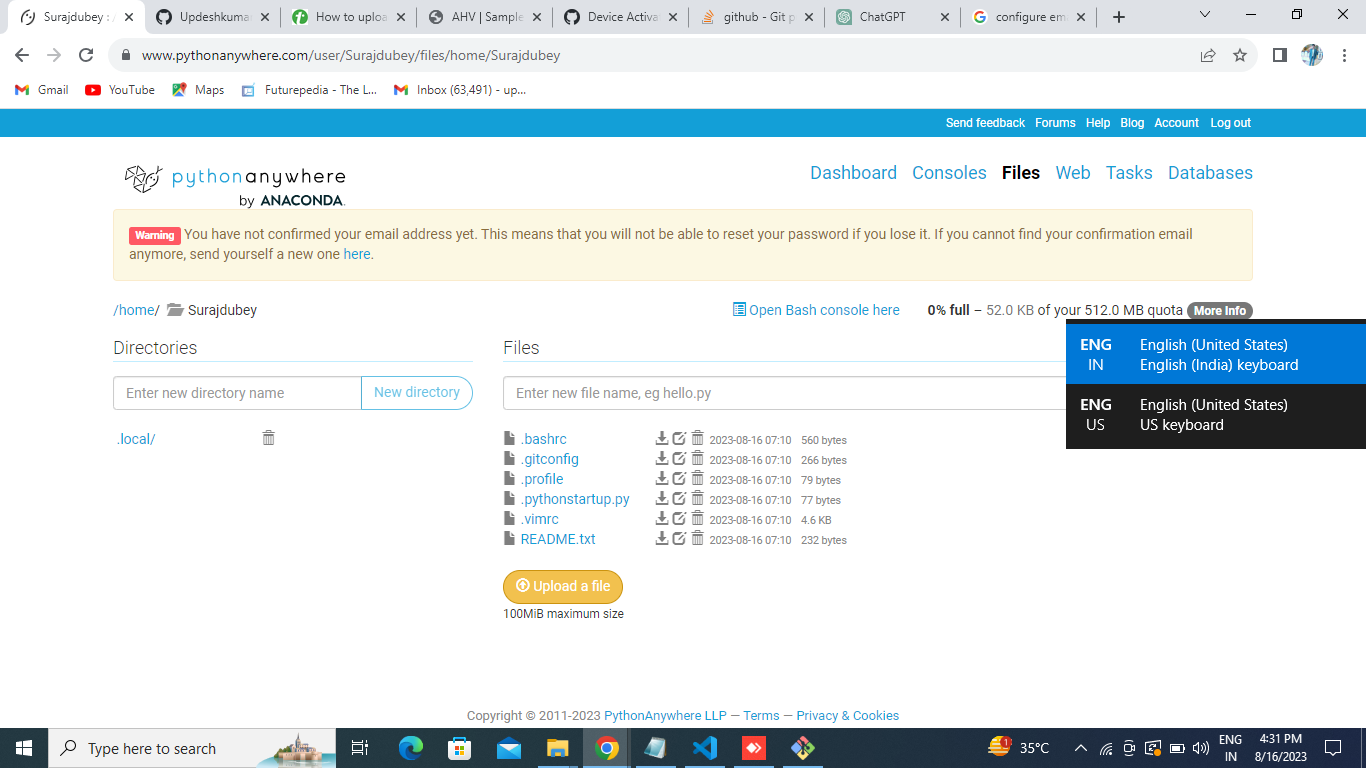 Surajdubey : A
Updeshkuma
How to uploa
AHV | Sample
Device Activa
github - Git p
ChatGPT
configure em
www.pythonanywhere.com/user/Surajdubey/files/home/Surajdubey
Gmail
YouTube
Maps
Futurepedia - The L...
Inbox (63,491) - up...
Send feedback Forums Help Blog Account Log out
pythonanywhere
by ANACONDA.
Dashboard Consoles Files Web Tasks Databases
Warning You have not confirmed your email address yet. This means that you will not be able to reset your password if you lose it. If you cannot find your confirmation email
anymore, send yourself a new one here.
/home/ Surajdubey
Open Bash console here
0% full – 52.0 KB of your 512.0 MB quota More Info
Directories
Enter new directory name New directory
.local/
Files
Enter new file name, eg hello.py
.bashrc 2023-08-16 07:10 560 bytes
.gitconfig 2023-08-16 07:10 266 bytes
.profile 2023-08-16 07:10 79 bytes
.pythonstartup.py 2023-08-16 07:10 77 bytes
.vimrc 2023-08-16 07:10 4.6 KB
README.txt 2023-08-16 07:10 232 bytes
Upload a file
100MiB maximum size
ENG English (United States)
IN English (India) keyboard
ENG English (United States)
US US keyboard
Copyright © 2011-2023 PythonAnywhere LLP — Terms — Privacy & Cookies
Type here to search
1
35°C
ENG
IN
4:31 PM
8/16/2023